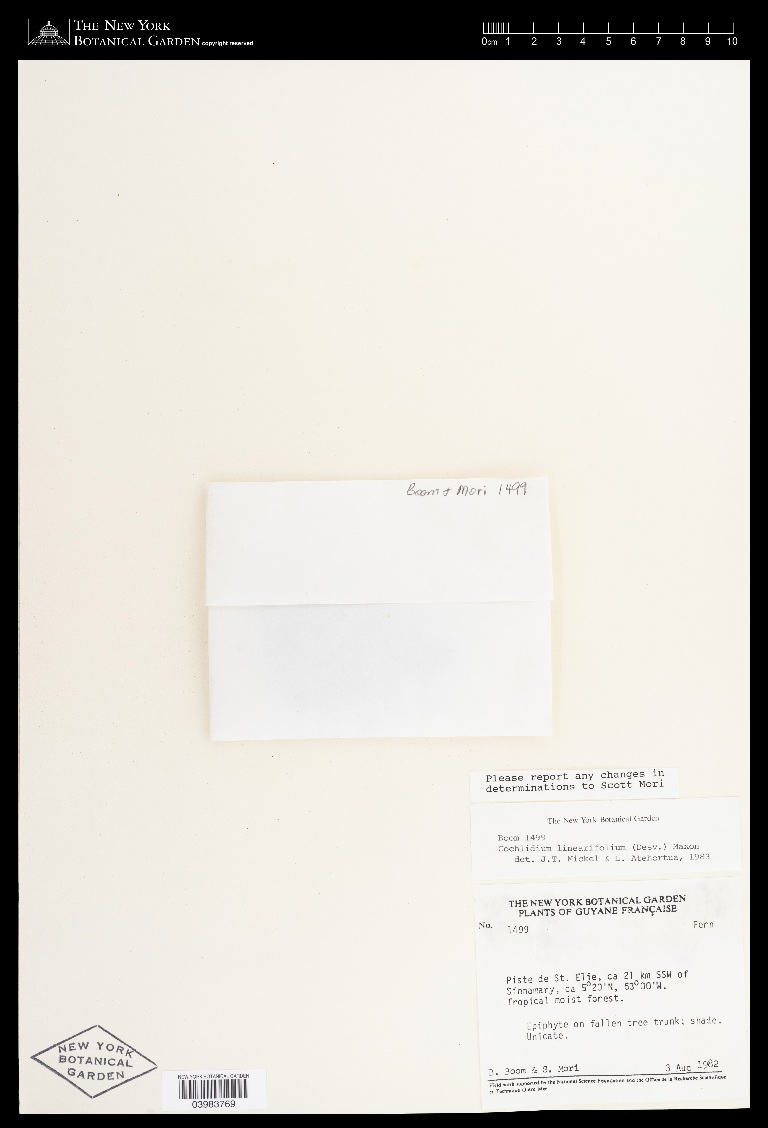 THE NEW YORK
BOTANICAL GARDEN copyright reserved
0cm 1 2 3 4 5 6 7 8 9 10
Boom & Mori 1499
Please report any changes in
determinations to Scott Mori
The New York Botanical Garden
Boom 1499
Cochlidium linearifolium (Desv.) Maxon
det. J.T. Mickel & L. Atehortua, 1983
THE NEW YORK BOTANICAL GARDEN
PLANTS OF GUYANE FRANÇAISE
No. 1499 Fern
Piste de St. Elie, ca 21 km SSW of
Sinnamary, ca 5°20'N, 53°00'W.
Tropical moist forest.
Epiphyte on fallen tree trunk; shade.
Unicate.
B. Boom & S. Mori 3 Aug 1982
Field work supported by the National Science Foundation and the Office de la Recherche Scientifique
et Technique Outre Mer
NEW YORK
BOTANICAL
GARDEN
NEW YORK BOTANICAL GARDEN
03983769